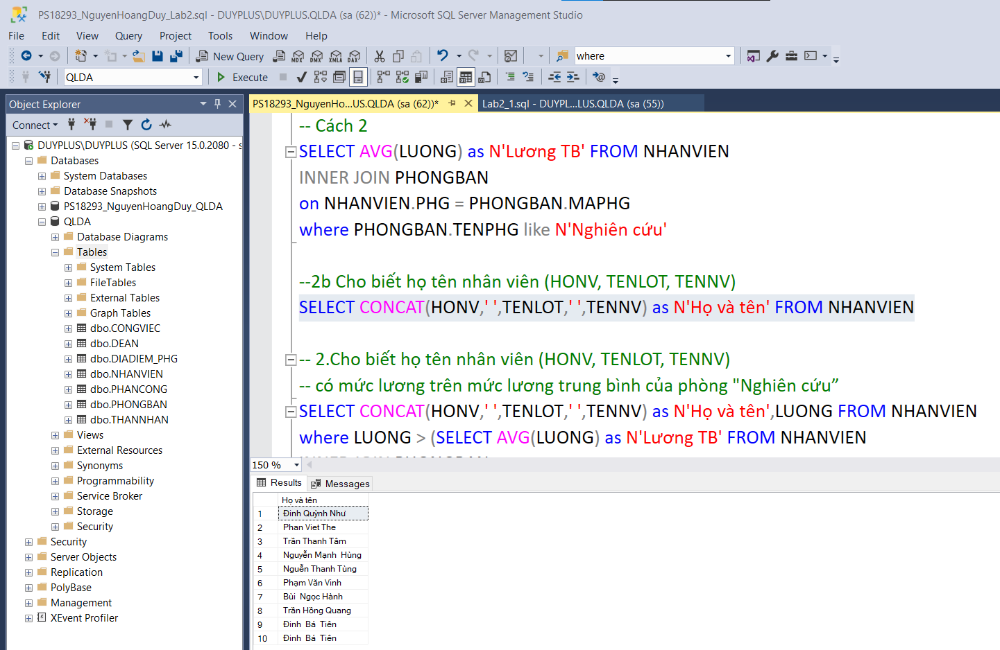 PS18293_NguyenHoangDuy_Lab2.sql - DUYPLUS\DUYPLUS.QLDA (sa (62))* - Microsoft SQL Server Management Studio
File Edit View Query Project Tools Window Help
New Query MDX DMX XMLA DAX where
QLDA Execute
Object Explorer
Connect
DUYPLUS\DUYPLUS (SQL Server 15.0.2080 - s
Databases
System Databases
Database Snapshots
PS18293_NguyenHoangDuy_QLDA
QLDA
Database Diagrams
Tables
System Tables
FileTables
External Tables
Graph Tables
dbo.CONGVIEC
dbo.DEAN
dbo.DIADIEM_PHG
dbo.NHANVIEN
dbo.PHANCONG
dbo.PHONGBAN
dbo.THANNHAN
Views
External Resources
Synonyms
Programmability
Service Broker
Storage
Security
Security
Server Objects
Replication
PolyBase
Management
XEvent Profiler
PS18293_NguyenHo...US.QLDA (sa (62))* Lab2_1.sql - DUYPL...LUS.QLDA (sa (55))
-- Cách 2
SELECT AVG(LUONG) as N'Lương TB' FROM NHANVIEN
INNER JOIN PHONGBAN
on NHANVIEN.PHG = PHONGBAN.MAPHG
where PHONGBAN.TENPHG like N'Nghiên cứu'
--2b Cho biết họ tên nhân viên (HONV, TENLOT, TENNV)
SELECT CONCAT(HONV,' ',TENLOT,' ',TENNV) as N'Họ và tên' FROM NHANVIEN
-- 2.Cho biết họ tên nhân viên (HONV, TENLOT, TENNV)
-- có mức lương trên mức lương trung bình của phòng "Nghiên cứu”
SELECT CONCAT(HONV,' ',TENLOT,' ',TENNV) as N'Họ và tên',LUONG FROM NHANVIEN
where LUONG > (SELECT AVG(LUONG) as N'Lương TB' FROM NHANVIEN
INNER JOIN PHONGBAN
150 %
Results Messages
Họ và tên
1 Đinh Quỳnh Như
2 Phan Viet The
3 Trần Thanh Tâm
4 Nguyễn Mạnh Hùng
5 Nguễn Thanh Tùng
6 Phạm Văn Vinh
7 Bùi Ngọc Hành
8 Trần Hồng Quang
9 Đinh Bá Tiên
10 Đinh Bá Tiên